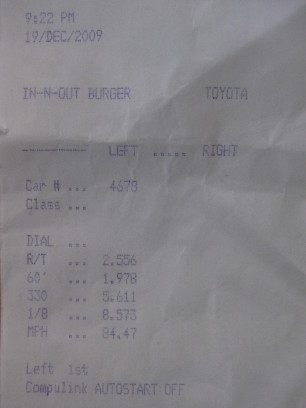 9:22 PM
19/DEC/2009
IN-N-OUT BURGER TOYOTA
--------- LEFT ..... RIGHT
Car # ... 4678
Class ...
DIAL ...
R/T ... 2.556
60' ... 1.978
330 ... 5.611
1/8 ... 8.573
MPH ... 84.47
Left 1st
Compulink AUTOSTART OFF